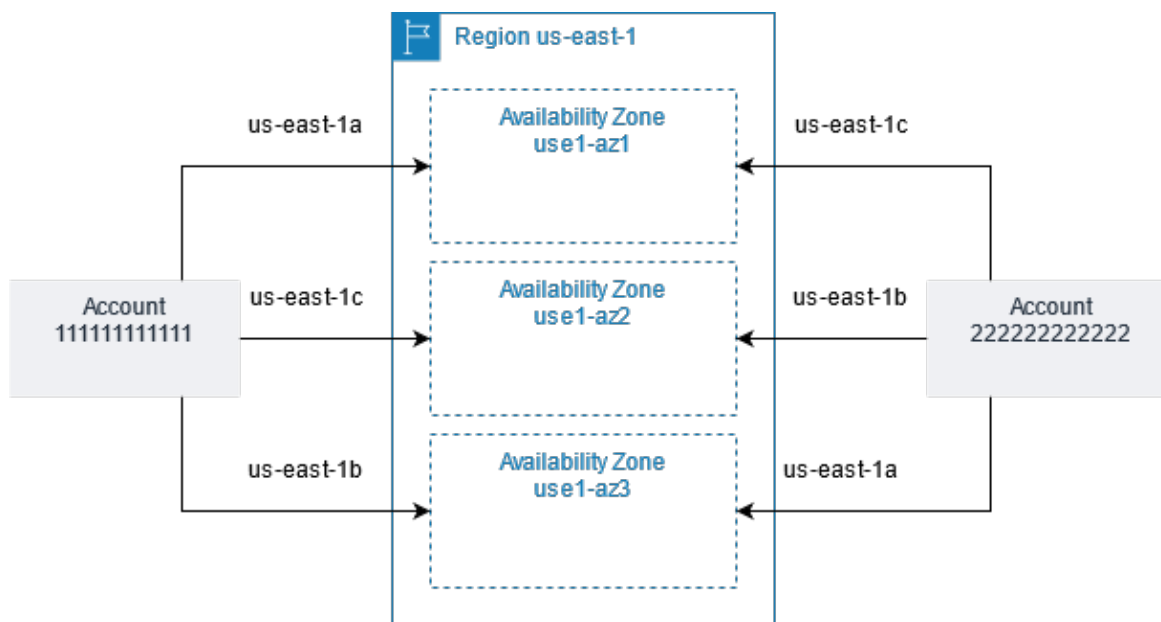 Region us-east-1
us-east-1a
Availability Zone
use1-az1
us-east-1c
Account
111111111111
us-east-1c
Availability Zone
use1-az2
us-east-1b
Account
222222222222
us-east-1b
Availability Zone
use1-az3
us-east-1a